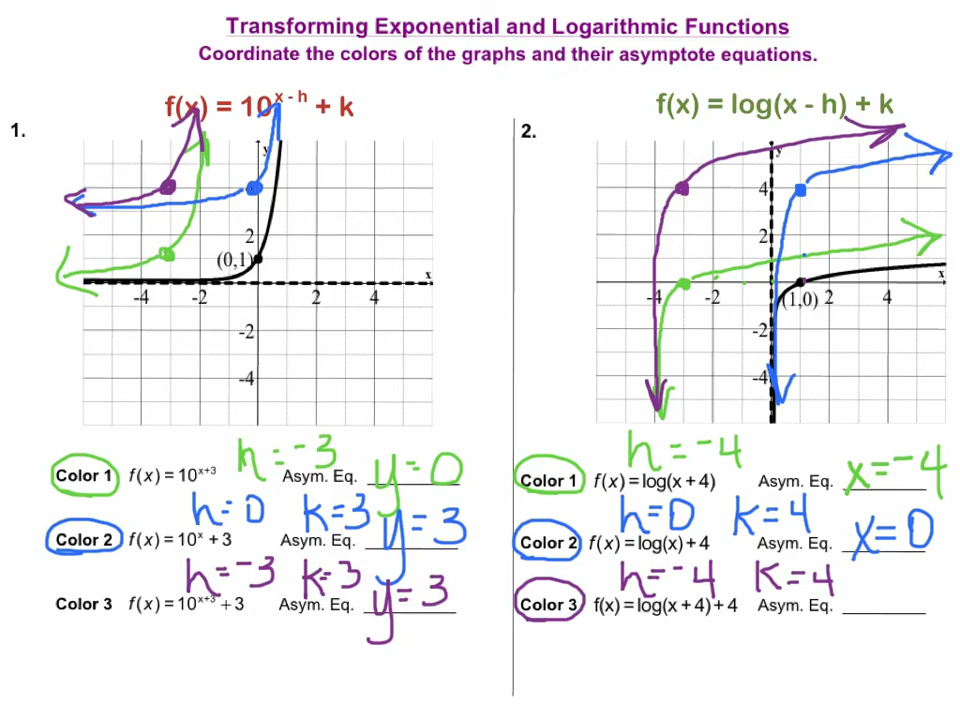 Transforming Exponential and Logarithmic Functions
Coordinate the colors of the graphs and their asymptote equations.
f(x) = 10^{x - h} + k
1.
y
2
(0,1)
x
-4 -2 2 4
-2
-4
h = -3
Color 1 f(x) = 10^{x+3} Asym. Eq. y = 0
h = 0 k = 3
Color 2 f(x) = 10^x + 3 Asym. Eq. y = 3
h = -3 k = 3
Color 3 f(x) = 10^{x+3} + 3 Asym. Eq. y = 3
f(x) = log(x - h) + k
2.
y
4
2
x
-4 -2 (1,0) 2 4
-2
-4
h = -4
Color 1 f(x) = log(x + 4) Asym. Eq. x = -4
h = 0 k = 4
Color 2 f(x) = log(x) + 4 Asym. Eq. x = 0
h = -4 k = 4
Color 3 f(x) = log(x + 4) + 4 Asym. Eq.